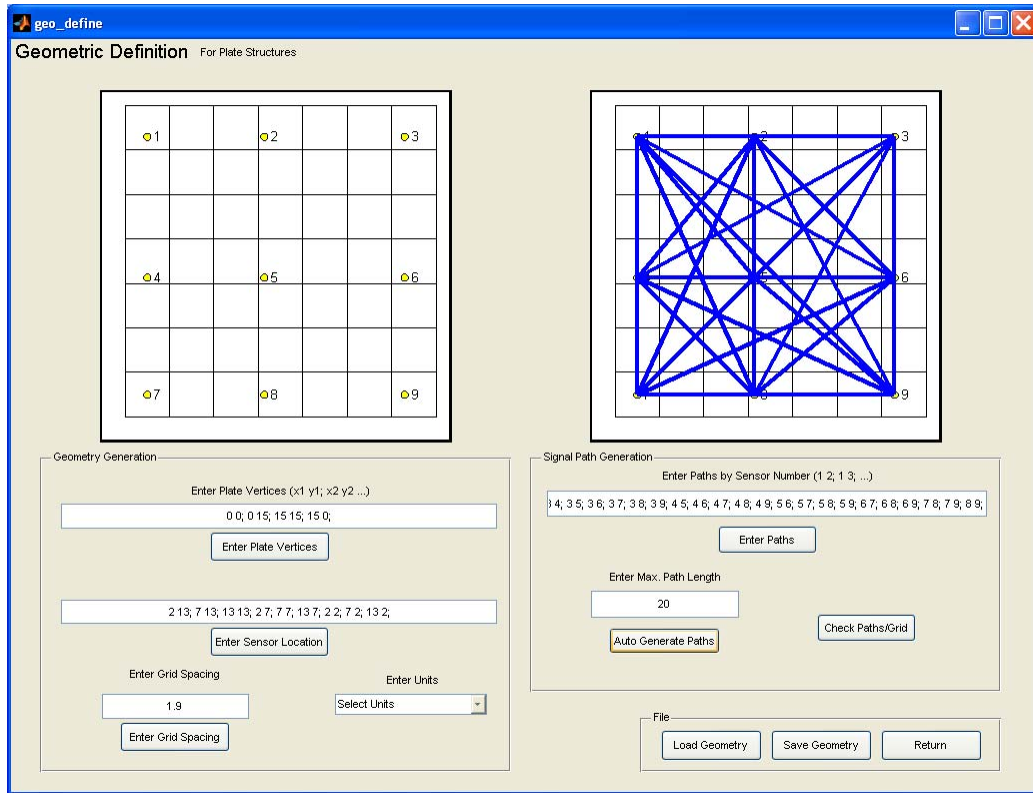 geo_define
Geometric Definition For Plate Structures
1 2 3
4 5 6
7 8 9
3
6
9
Geometry Generation
Enter Plate Vertices (x1 y1; x2 y2 ...)
0 0; 0 15; 15 15; 15 0;
Enter Plate Vertices
2 13; 7 13; 13 13; 2 7; 7 7; 13 7; 2 2; 7 2; 13 2;
Enter Sensor Location
Enter Grid Spacing
1.9
Enter Grid Spacing
Enter Units
Select Units
Signal Path Generation
Enter Paths by Sensor Number (1 2; 1 3; ...)
4; 3 5; 3 6; 3 7; 3 8; 3 9; 4 5; 4 6; 4 7; 4 8; 4 9; 5 6; 5 7; 5 8; 5 9; 6 7; 6 8; 6 9; 7 8; 7 9; 8 9;
Enter Paths
Enter Max. Path Length
20
Auto Generate Paths
Check Paths/Grid
File
Load Geometry Save Geometry Return